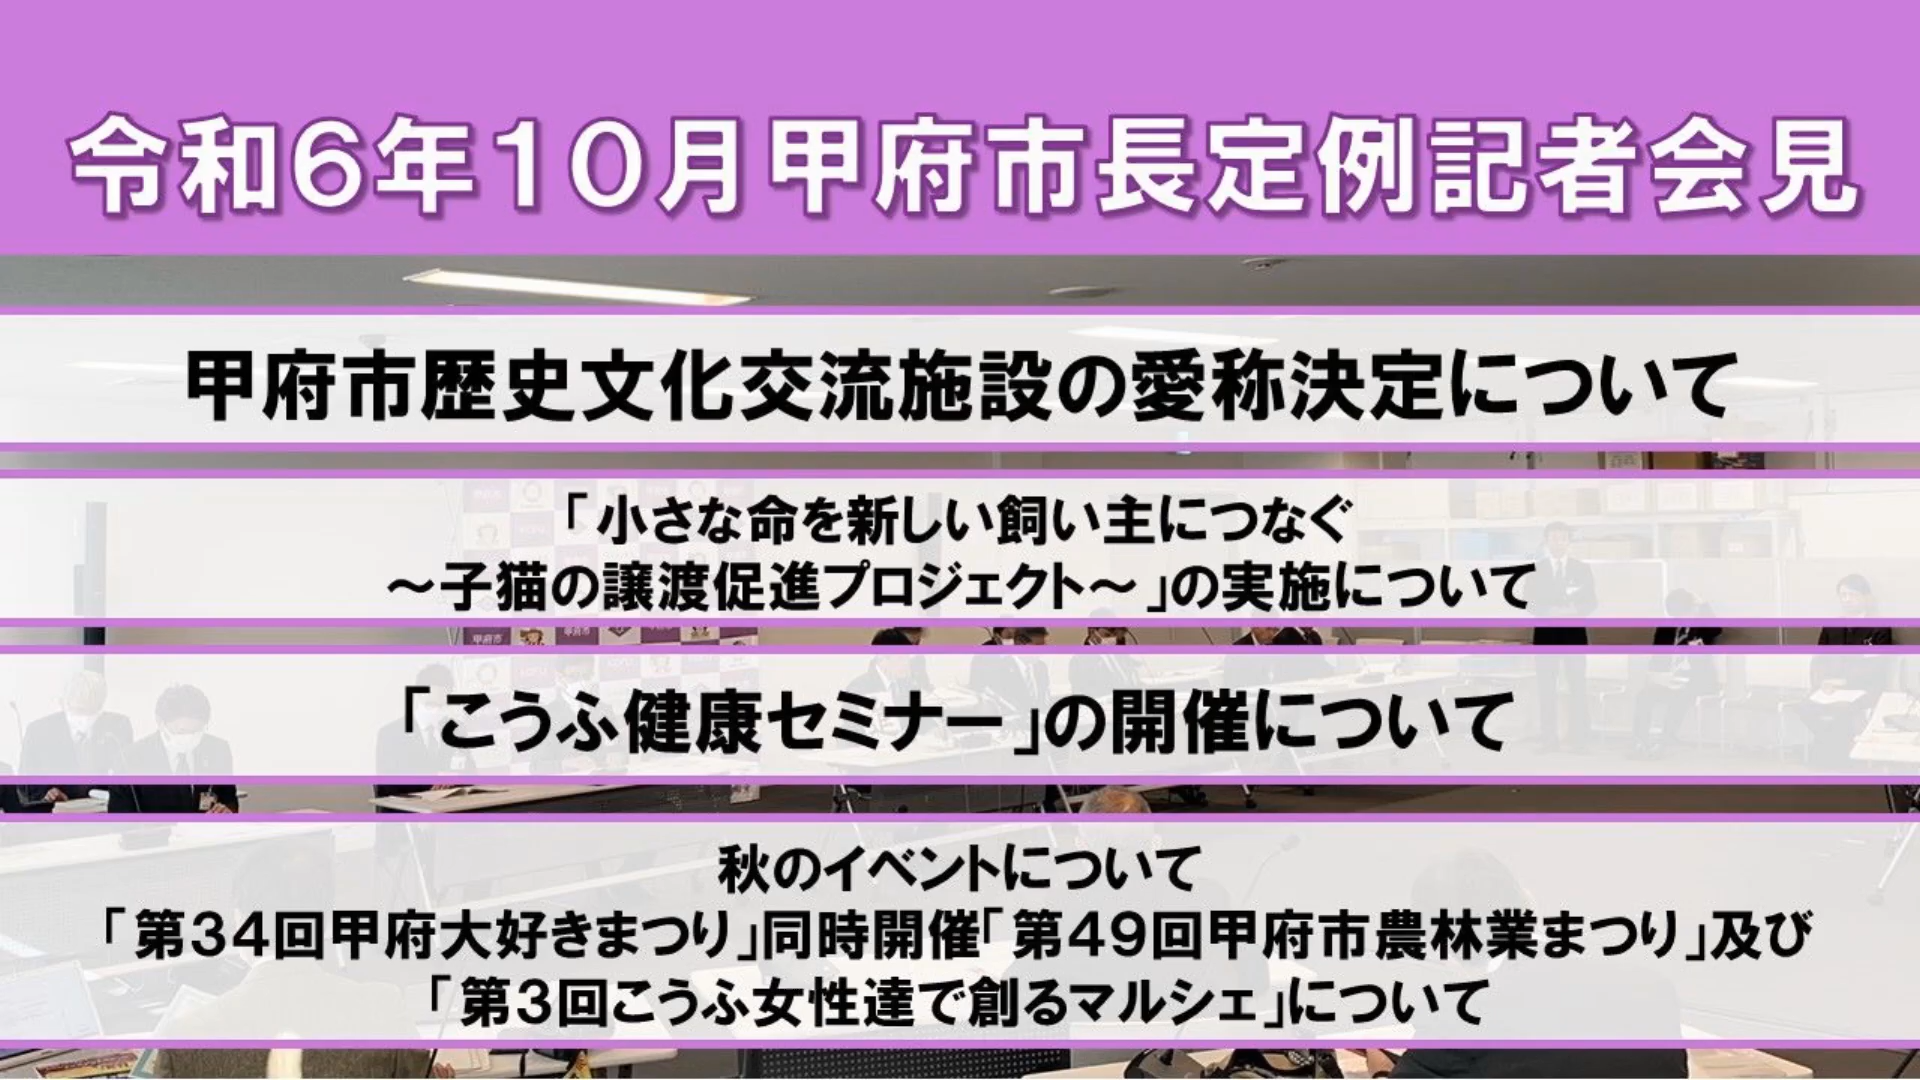 令和6年10月甲府市長定例記者会見
甲府市歴史文化交流施設の愛称決定について
「小さな命を新しい飼い主につなぐ
～子猫の譲渡促進プロジェクト～」の実施について
甲府市
甲府市
「こうふ健康セミナー」の開催について
秋のイベントについて
「第34回甲府大好きまつり」同時開催「第49回甲府市農林業まつり」及び
「第3回こうふ女性達で創るマルシェ」について